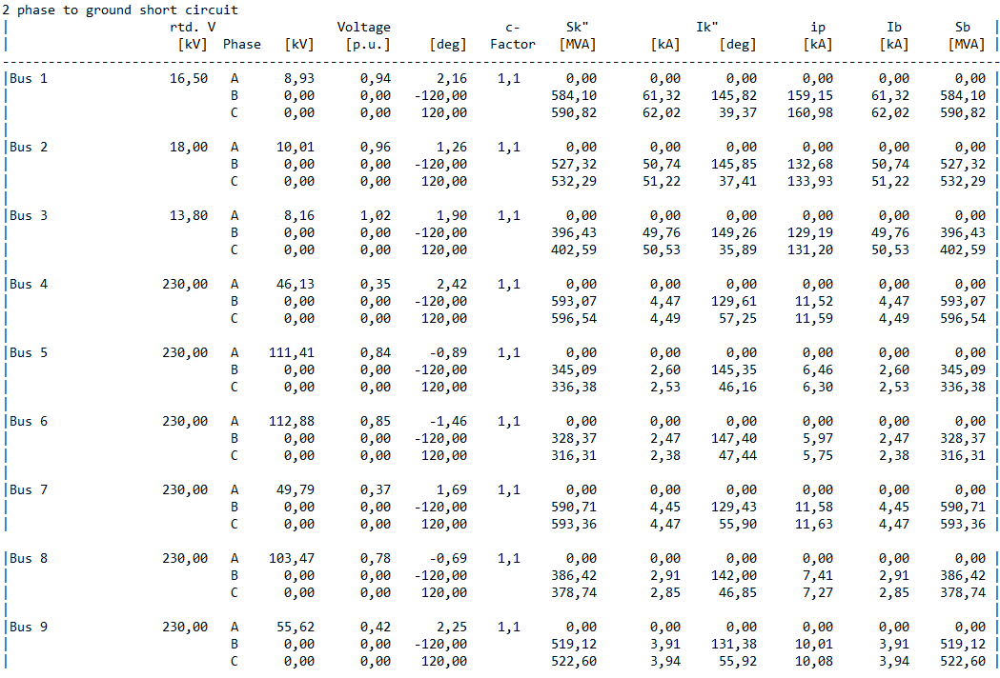 2 phase to ground short circuit
rtd. V Voltage c- Sk" Ik" ip Ib Sb
[kV] Phase [kV] [p.u.] [deg] Factor [MVA] [kA] [deg] [kA] [kA] [MVA]
Bus 1 16,50 A 8,93 0,94 2,16 1,1 0,00 0,00 0,00 0,00 0,00 0,00
B 0,00 0,00 -120,00 584,10 61,32 145,82 159,15 61,32 584,10
C 0,00 0,00 120,00 590,82 62,02 39,37 160,98 62,02 590,82
Bus 2 18,00 A 10,01 0,96 1,26 1,1 0,00 0,00 0,00 0,00 0,00 0,00
B 0,00 0,00 -120,00 527,32 50,74 145,85 132,68 50,74 527,32
C 0,00 0,00 120,00 532,29 51,22 37,41 133,93 51,22 532,29
Bus 3 13,80 A 8,16 1,02 1,90 1,1 0,00 0,00 0,00 0,00 0,00 0,00
B 0,00 0,00 -120,00 396,43 49,76 149,26 129,19 49,76 396,43
C 0,00 0,00 120,00 402,59 50,53 35,89 131,20 50,53 402,59
Bus 4 230,00 A 46,13 0,35 2,42 1,1 0,00 0,00 0,00 0,00 0,00 0,00
B 0,00 0,00 -120,00 593,07 4,47 129,61 11,52 4,47 593,07
C 0,00 0,00 120,00 596,54 4,49 57,25 11,59 4,49 596,54
Bus 5 230,00 A 111,41 0,84 -0,89 1,1 0,00 0,00 0,00 0,00 0,00 0,00
B 0,00 0,00 -120,00 345,09 2,60 145,35 6,46 2,60 345,09
C 0,00 0,00 120,00 336,38 2,53 46,16 6,30 2,53 336,38
Bus 6 230,00 A 112,88 0,85 -1,46 1,1 0,00 0,00 0,00 0,00 0,00 0,00
B 0,00 0,00 -120,00 328,37 2,47 147,40 5,97 2,47 328,37
C 0,00 0,00 120,00 316,31 2,38 47,44 5,75 2,38 316,31
Bus 7 230,00 A 49,79 0,37 1,69 1,1 0,00 0,00 0,00 0,00 0,00 0,00
B 0,00 0,00 -120,00 590,71 4,45 129,43 11,58 4,45 590,71
C 0,00 0,00 120,00 593,36 4,47 55,90 11,63 4,47 593,36
Bus 8 230,00 A 103,47 0,78 -0,69 1,1 0,00 0,00 0,00 0,00 0,00 0,00
B 0,00 0,00 -120,00 386,42 2,91 142,00 7,41 2,91 386,42
C 0,00 0,00 120,00 378,74 2,85 46,85 7,27 2,85 378,74
Bus 9 230,00 A 55,62 0,42 2,25 1,1 0,00 0,00 0,00 0,00 0,00 0,00
B 0,00 0,00 -120,00 519,12 3,91 131,38 10,01 3,91 519,12
C 0,00 0,00 120,00 522,60 3,94 55,92 10,08 3,94 522,60